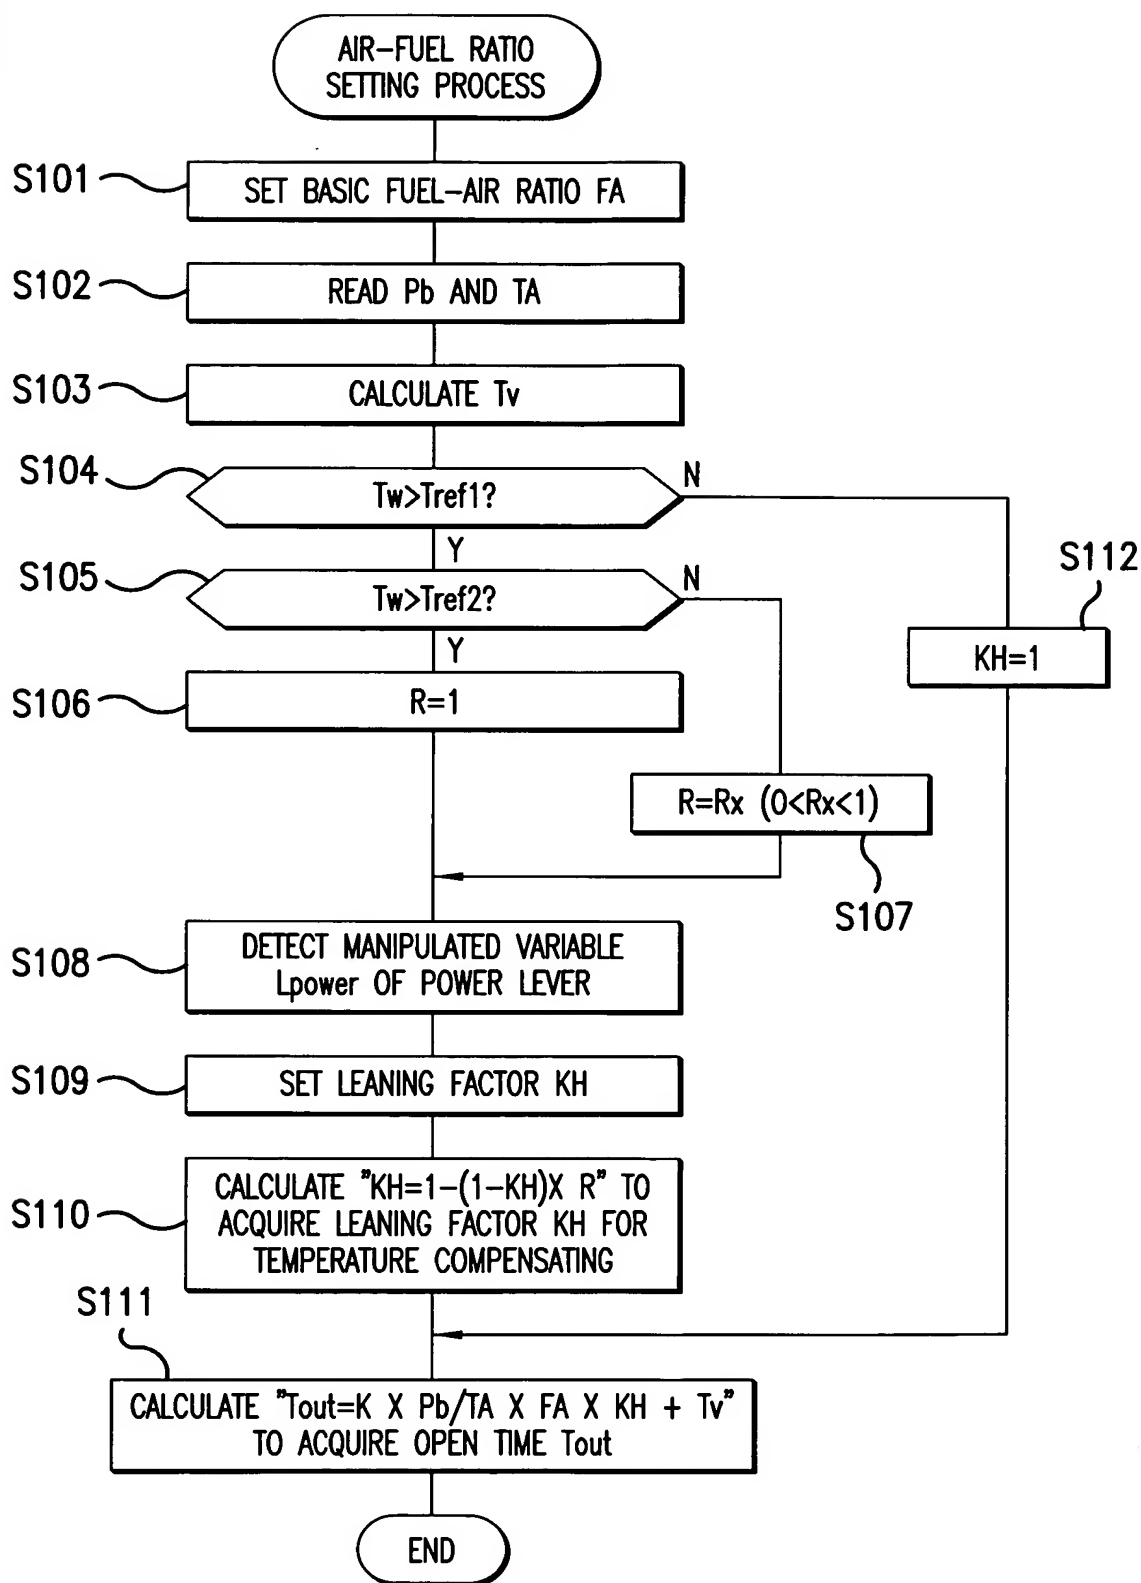 AIR-FUEL RATIO
SETTING PROCESS
S101
SET BASIC FUEL-AIR RATIO FA
S102
READ Pb AND TA
S103
CALCULATE Tv
S104
Tw>Tref1?
N
Y
S105
Tw>Tref2?
N
Y
S112
KH=1
S106
R=1
R=Rx (0<Rx<1)
S107
S108
DETECT MANIPULATED VARIABLE
Lpower OF POWER LEVER
S109
SET LEANING FACTOR KH
S110
CALCULATE "KH=1-(1-KH)X R" TO
ACQUIRE LEANING FACTOR KH FOR
TEMPERATURE COMPENSATING
S111
CALCULATE "Tout=K X Pb/TA X FA X KH + Tv"
TO ACQUIRE OPEN TIME Tout
END